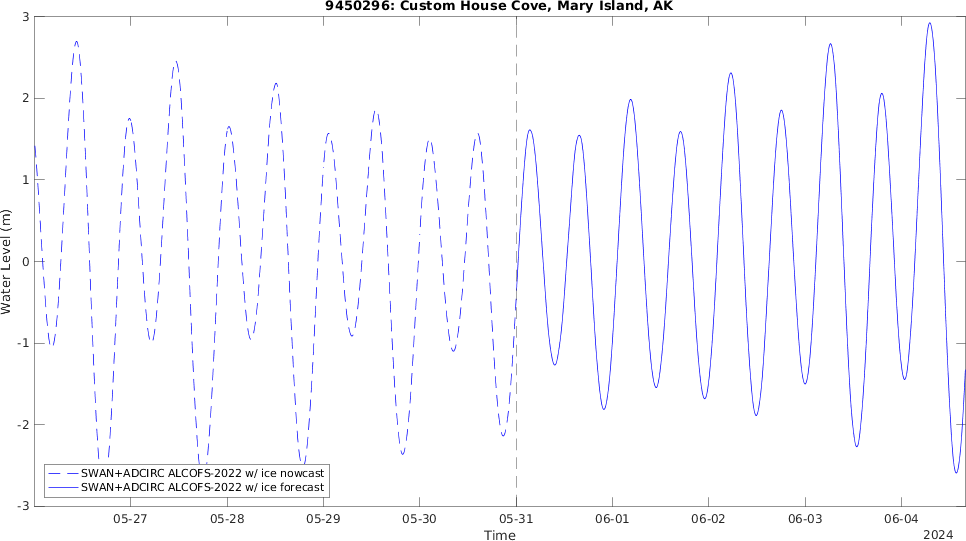 9450296: Custom House Cove, Mary Island, AK
Water Level (m)
3
2
1
0
-1
-2
-3
SWAN+ADCIRC ALCOFS-2022 w/ ice nowcast
SWAN+ADCIRC ALCOFS-2022 w/ ice forecast
05-27 05-28 05-29 05-30 05-31 06-01 06-02 06-03 06-04
Time
2024